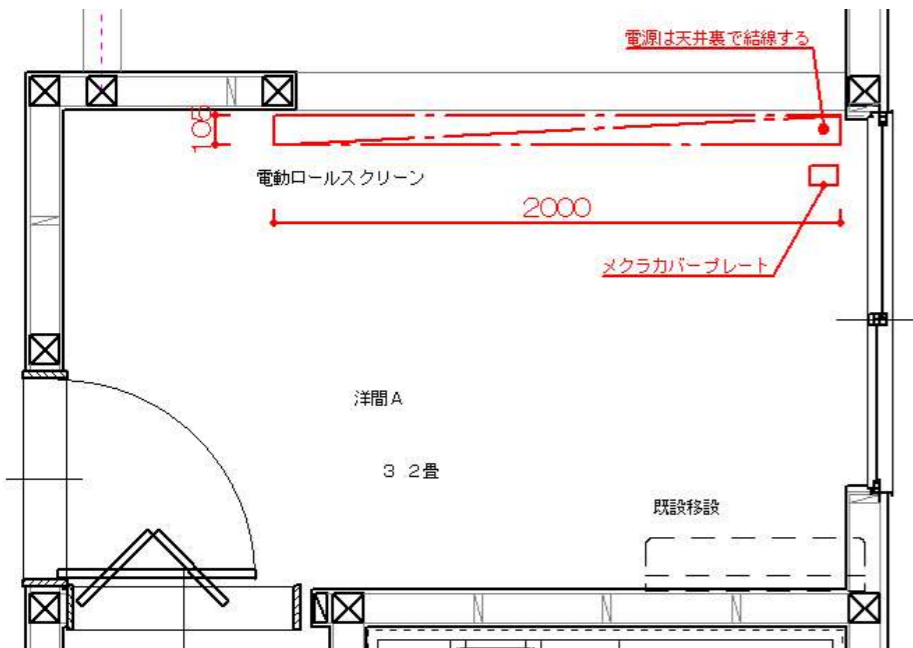 電源は天井裏で結線する
105
電動ロールスクリーン
2000
メクラカバープレート
洋間A
3 2畳
既設移設